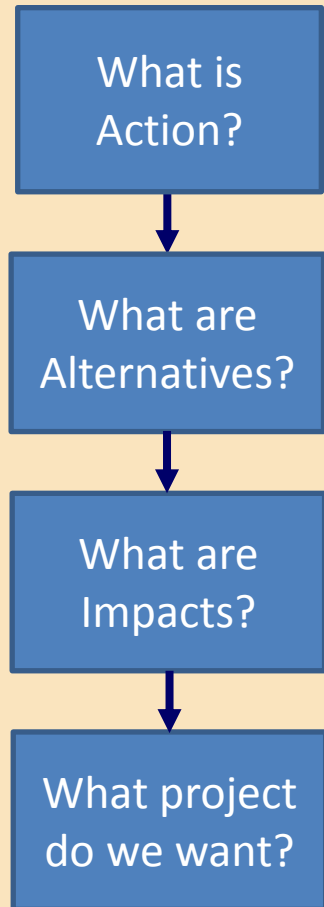 What is
Action?
What are
Alternatives?
What are
Impacts?
What project
do we want?